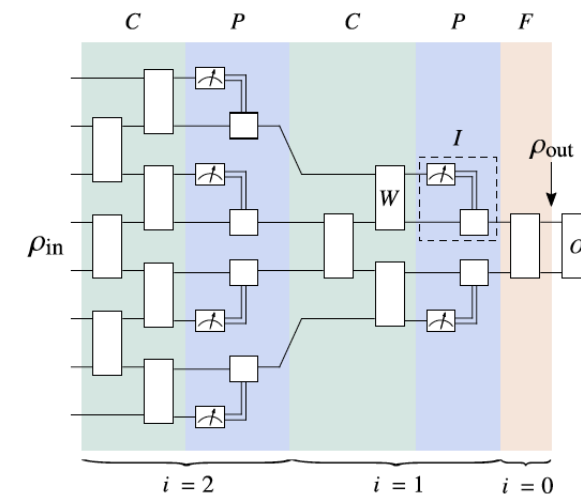 C P C P F
I
ρout
W
ρin
O
i = 2 i = 1 i = 0